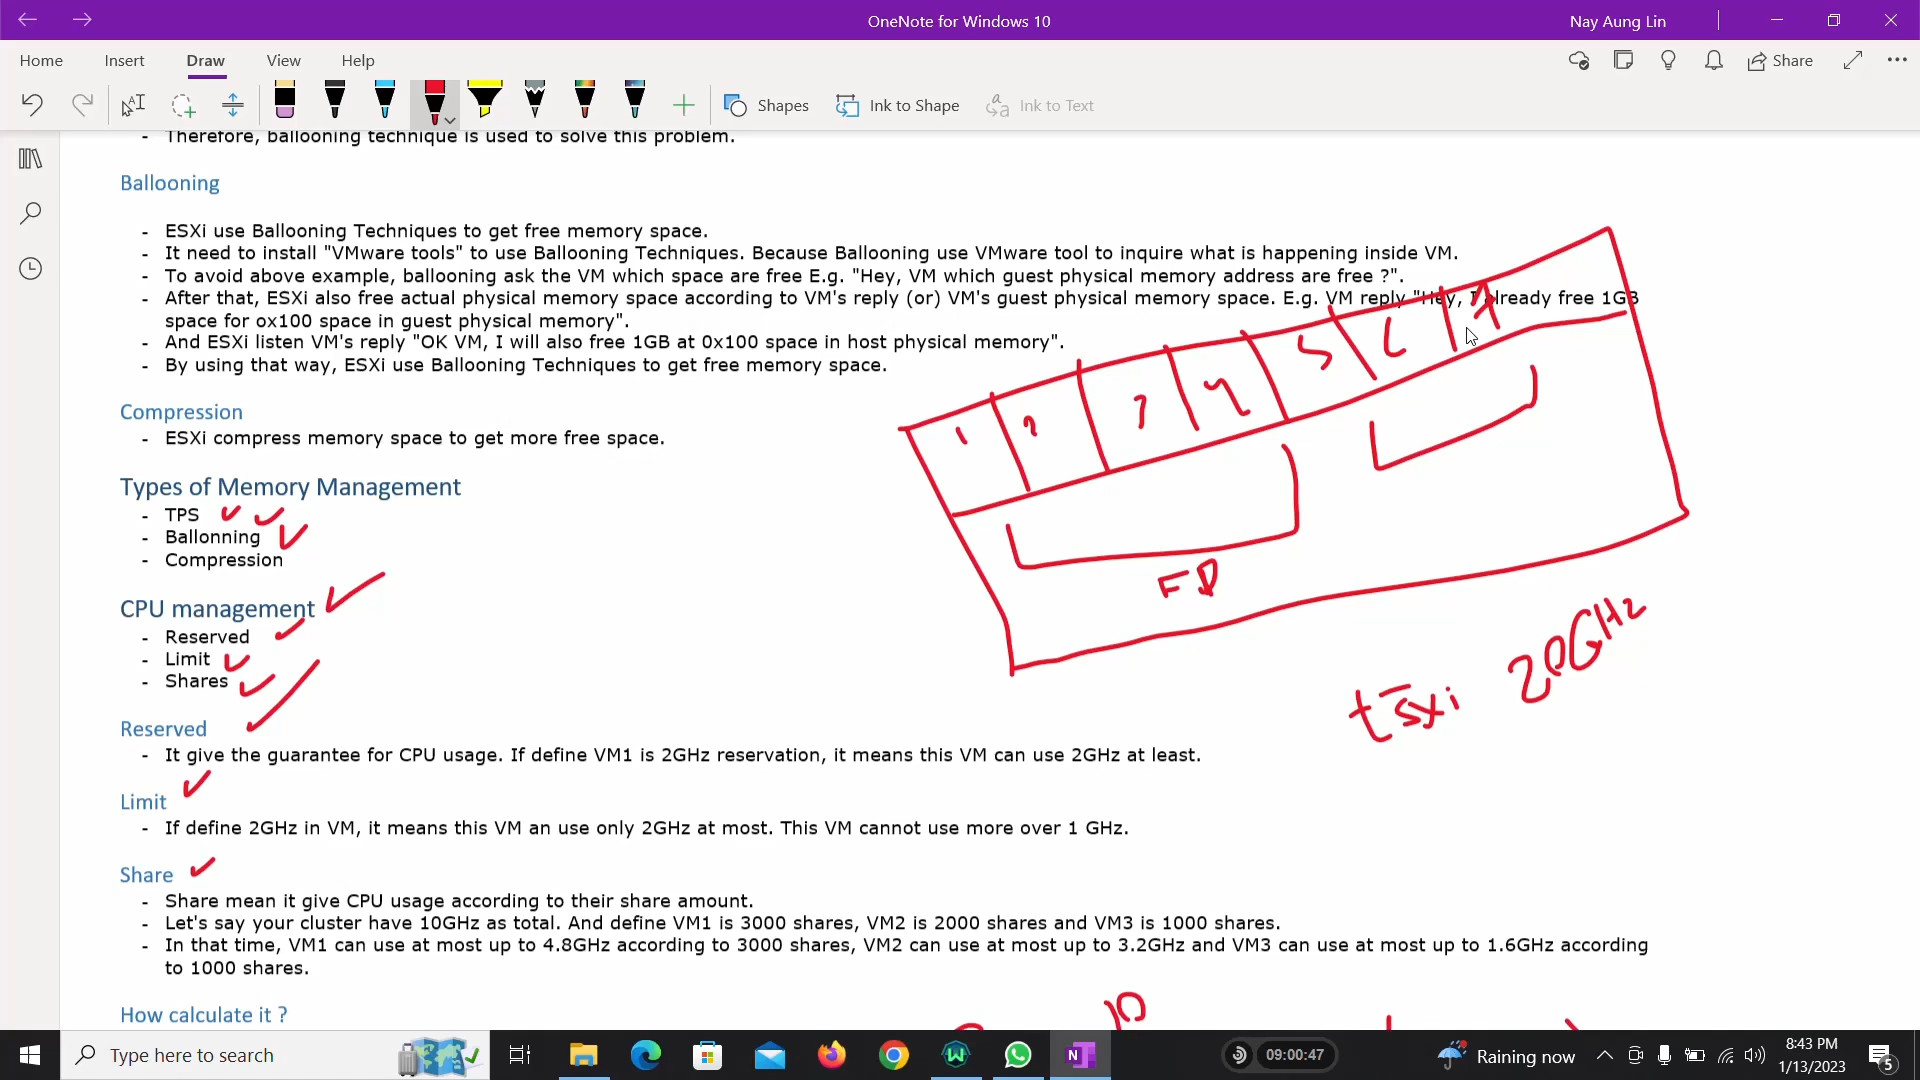 OneNote for Windows 10
Nay Aung Lin
Home Insert Draw View Help
Share
Shapes Ink to Shape Ink to Text
- Therefore, ballooning technique is used to solve this problem.
Ballooning
- ESXi use Ballooning Techniques to get free memory space.
- It need to install "VMware tools" to use Ballooning Techniques. Because Ballooning use VMware tool to inquire what is happening inside VM.
- To avoid above example, ballooning ask the VM which space are free E.g. "Hey, VM which guest physical memory address are free ?".
- After that, ESXi also free actual physical memory space according to VM's reply (or) VM's guest physical memory space. E.g. VM reply "Hey, I already free 1GB
space for ox100 space in guest physical memory".
- And ESXi listen VM's reply "OK VM, I will also free 1GB at 0x100 space in host physical memory".
- By using that way, ESXi use Ballooning Techniques to get free memory space.
1 2 3 4 5 6
Compression
- ESXi compress memory space to get more free space.
Types of Memory Management
- TPS
- Ballonning
- Compression
FD
CPU management
- Reserved
- Limit
- Shares
ESXi 20GHz
Reserved
- It give the guarantee for CPU usage. If define VM1 is 2GHz reservation, it means this VM can use 2GHz at least.
Limit
- If define 2GHz in VM, it means this VM an use only 2GHz at most. This VM cannot use more over 1 GHz.
Share
- Share mean it give CPU usage according to their share amount.
- Let's say your cluster have 10GHz as total. And define VM1 is 3000 shares, VM2 is 2000 shares and VM3 is 1000 shares.
- In that time, VM1 can use at most up to 4.8GHz according to 3000 shares, VM2 can use at most up to 3.2GHz and VM3 can use at most up to 1.6GHz according
to 1000 shares.
How calculate it ?
10
Type here to search
09:00:47
Raining now
8:43 PM
1/13/2023
5